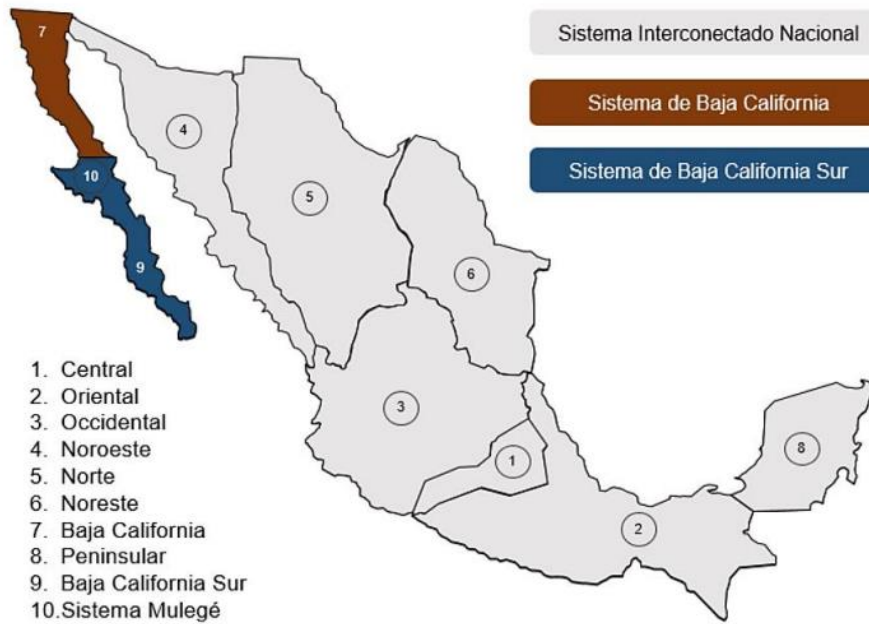 Sistema Interconectado Nacional
Sistema de Baja California
Sistema de Baja California Sur
7
4
10
5
9
6
3
1
8
2
1. Central
2. Oriental
3. Occidental
4. Noroeste
5. Norte
6. Noreste
7. Baja California
8. Peninsular
9. Baja California Sur
10.Sistema Mulegé